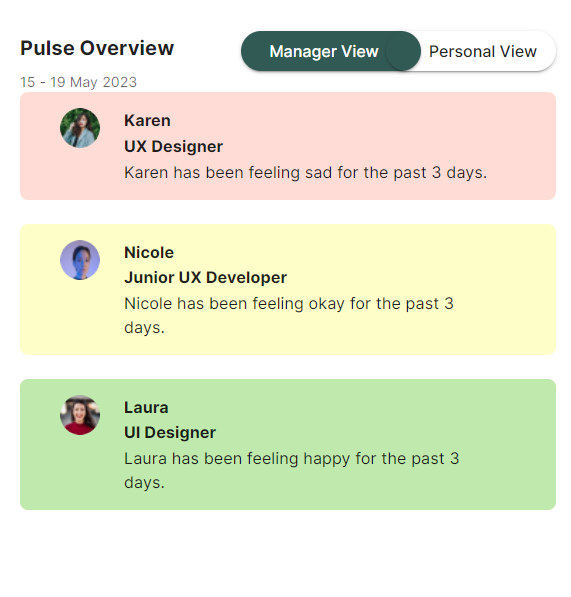 Pulse Overview
Manager View
Personal View
15 - 19 May 2023
Karen
UX Designer
Karen has been feeling sad for the past 3 days.
Nicole
Junior UX Developer
Nicole has been feeling okay for the past 3
days.
Laura
UI Designer
Laura has been feeling happy for the past 3
days.